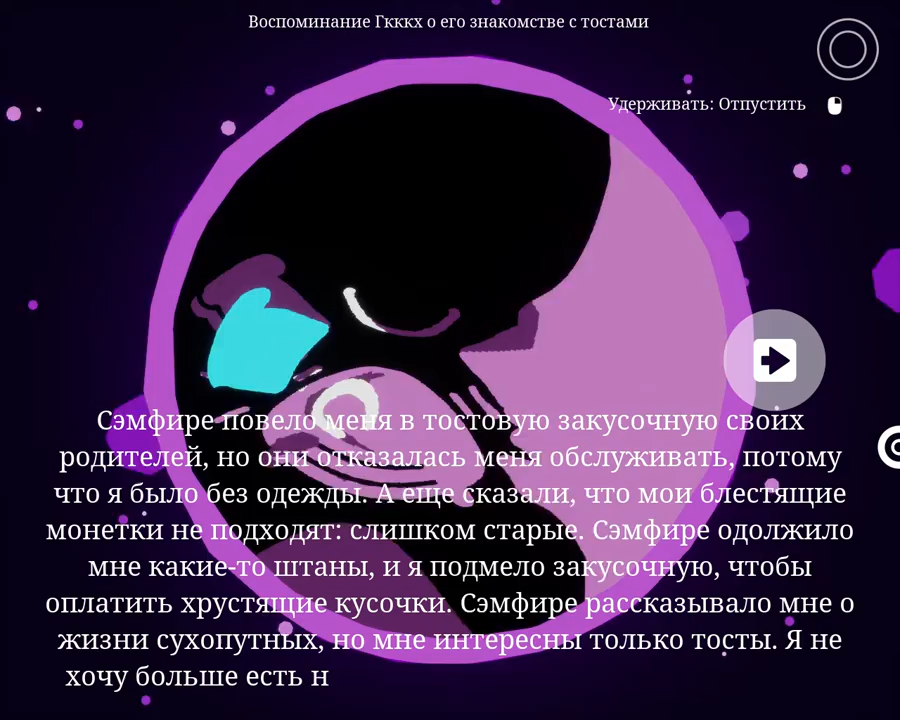 Воспоминание Гкккх о его знакомстве с тостами
Удерживать: Отпустить
Сэмфире повело меня в тостовую закусочную своих
родителей, но они отказалась меня обслуживать, потому
что я было без одежды. А еще сказали, что мои блестящие
монетки не подходят: слишком старые. Сэмфире одолжило
мне какие-то штаны, и я подмело закусочную, чтобы
оплатить хрустящие кусочки. Сэмфире рассказывало мне о
жизни сухопутных, но мне интересны только тосты. Я не
хочу больше есть н